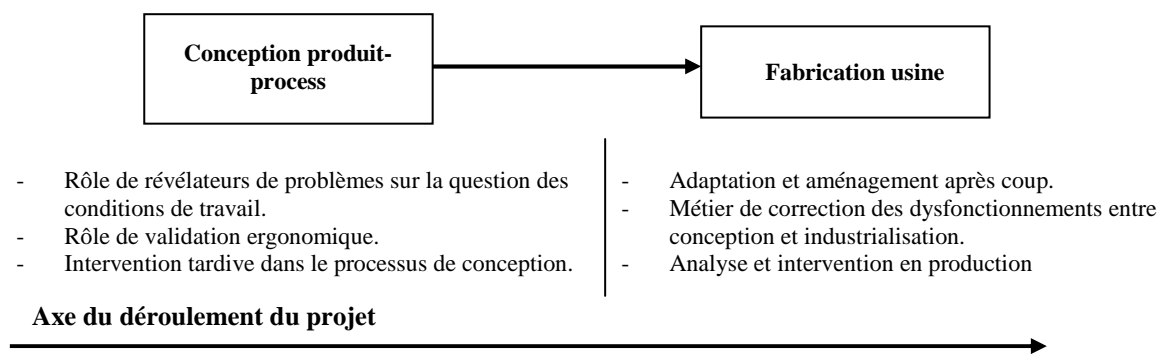 Conception produit-
process
Fabrication usine
- Rôle de révélateurs de problèmes sur la question des
conditions de travail.
- Rôle de validation ergonomique.
- Intervention tardive dans le processus de conception.
- Adaptation et aménagement après coup.
- Métier de correction des dysfonctionnements entre
conception et industrialisation.
- Analyse et intervention en production
Axe du déroulement du projet